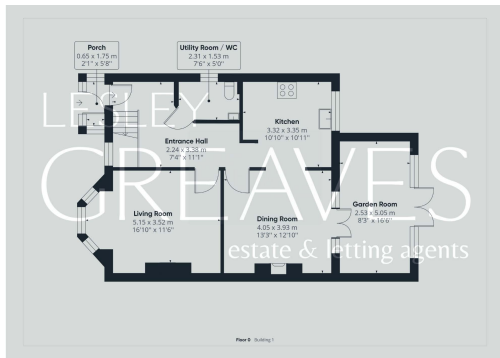 Porch
0.65 x 1.75 m
2'1" x 5'8"
Utility Room / WC
2.31 x 1.53 m
7'6" x 5'0"
LESLEY
GREAVES
estate & letting agents
Kitchen
3.32 x 3.35 m
10'10" x 10'11"
Entrance Hall
2.24 x 3.38 m
7'4" x 11'1"
Living Room
5.15 x 3.52 m
16'10" x 11'6"
Dining Room
4.05 x 3.93 m
13'3" x 12'10"
Garden Room
2.53 x 5.05 m
8'3" x 16'6"
Floor 0 Building 1